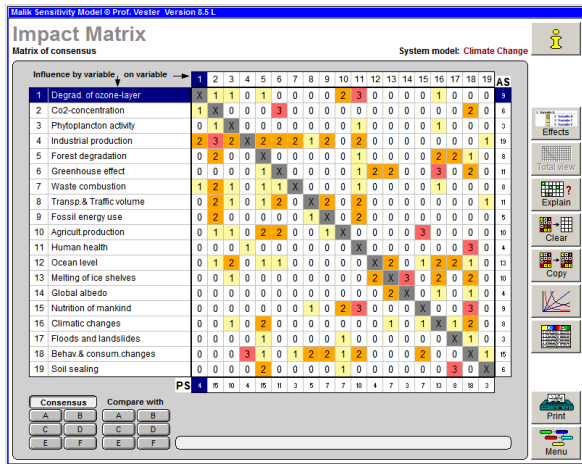 Malik Sensitivity Model ® Prof. Vester Version 8.5 L
Impact Matrix
Matrix of consensus
System model: Climate Change
Influence by variable, on variable 1 2 3 4 5 6 7 8 9 10 11 12 13 14 15 16 17 18 19 AS
1 Degrad. of ozone-layer X 1 1 0 1 0 0 0 0 2 3 0 0 0 0 1 0 0 0 9
2 Co2-concentration 1 X 0 0 0 3 0 0 0 0 0 0 0 0 0 0 0 2 0 6
3 Phytoplancton activity 0 1 X 0 0 0 0 0 0 0 1 0 0 0 0 1 0 0 0 3
4 Industrial production 2 3 2 X 2 2 2 1 2 0 2 0 0 0 0 0 0 0 1 19
5 Forest degradation 0 2 0 0 X 0 0 0 0 0 1 0 0 0 0 2 2 1 0 8
6 Greenhouse effect 0 0 0 0 1 X 0 0 0 0 1 2 2 0 0 3 0 2 0 11
7 Waste combustion 1 2 1 0 1 1 X 0 0 0 1 0 0 0 0 1 0 0 0 8
8 Transp.& Traffic volume 0 2 1 0 1 2 0 X 2 0 2 0 0 0 0 0 0 0 1 11
9 Fossil energy use 0 2 0 0 0 0 0 1 X 0 2 0 0 0 0 0 0 0 0 5
10 Agricult.production 0 1 1 0 2 2 0 0 1 X 0 0 0 0 3 0 0 0 0 10
11 Human health 0 0 0 1 0 0 0 0 0 0 X 0 0 0 0 0 0 3 0 4
12 Ocean level 0 1 2 0 1 1 0 0 0 0 0 X 2 0 1 2 2 1 0 13
13 Melting of ice shelves 0 0 1 0 0 0 0 0 0 0 0 2 X 3 0 2 0 2 0 10
14 Global albedo 0 0 0 0 0 0 0 0 0 0 0 0 2 X 0 1 0 1 0 4
15 Nutrition of mankind 0 0 0 0 0 0 0 1 0 2 3 0 0 0 X 0 0 3 0 9
16 Climatic changes 0 0 1 0 2 0 0 0 0 0 0 0 1 0 1 X 1 2 0 8
17 Floods and landslides 0 0 0 0 1 0 0 0 0 1 0 0 0 0 0 0 X 1 0 3
18 Behav.& consum.changes 0 0 0 3 1 0 1 2 2 1 2 0 0 0 2 0 0 X 1 15
19 Soil sealing 0 0 0 0 2 0 0 0 0 1 0 0 0 0 0 0 3 0 X 6
PS 4 15 10 4 15 11 3 5 7 7 18 4 7 3 7 13 8 18 3
Consensus Compare with
A B A B
C D C D
E F E F
Effects
Total view
?
Explain
Clear
Copy
Print
Menu